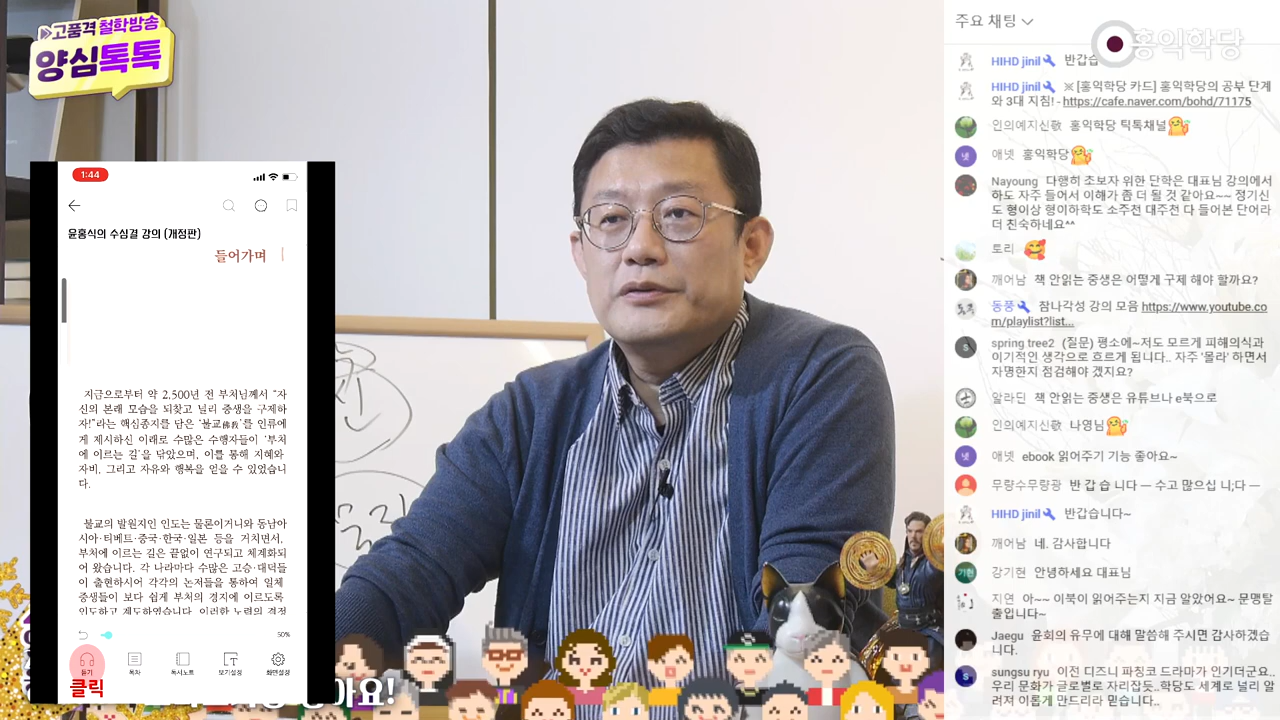 고품격 철학방송
양심톡톡
1:44
윤홍식의 수심결 강의 (개정판)
들어가며
지금으로부터 약 2,500년 전 부처님께서 “자
신의 본래 모습을 되찾고 널리 중생을 구제하
자!”라는 핵심종지를 담은 ‘불교佛敎’를 인류에
게 제시하신 이래로 수많은 수행자들이 ‘부처
에 이르는 길’을 닦았으며, 이를 통해 지혜와
자비, 그리고 자유와 행복을 얻을 수 있었습니
다.
불교의 발원지인 인도는 물론이거니와 동남아
시아·티베트·중국·한국·일본 등을 거치면서,
부처에 이르는 길은 끝없이 연구되고 체계화되
어 왔습니다. 각 나라마다 수많은 고승·대덕들
이 출현하시어 각각의 논저들을 통하여 일체
중생들이 보다 쉽게 부처의 경지에 이르도록
인도하고 제도하였습니다. 이러한 노력의 결정
50%
듣기
목차
독서노트
보기설정
화면설정
클릭
아요!
주요 채팅
홍익학당
HIHD jinil 반갑습
HIHD jinil ※ [홍익학당 카드] 홍익학당의 공부 단계
와 3대 지침! - https://cafe.naver.com/bohd/71175
인의예지신敬 홍익학당 틱톡채널
애넷 홍익학당
Nayoung 다행히 초보자 위한 단학은 대표님 강의에서
하도 자주 들어서 이해가 좀 더 될 것 같아요~~ 정기신
도 형이상 형이하학도 소주천 대주천 다 들어본 단어라
더 친숙하네요^^
토리
깨어남 책 안읽는 중생은 어떻게 구제 해야 할까요?
동풍 잠나각성 강의 모음 https://www.youtube.co
m/playlist?list...
spring tree2 (질문) 평소에~저도 모르게 피해의식과
이기적인 생각으로 흐르게 됩니다.. 자주 '몰라' 하면서
자명한지 점검해야 겠지요?
알라딘 책 안읽는 중생은 유튜브나 e북으로
인의예지신敬 나영님
애넷 ebook 읽어주기 기능 좋아요~
무량수무량광 반 갑 습 니 다 — 수고 많으십 니;다 —
HIHD jinil 반갑습니다~
깨어남 네. 감사합니다
강기현 안녕하세요 대표님
지연 아~~ 이북이 읽어주는지 지금 알았어요~ 문맹탈
출입니다~
Jaegu 윤회의 유무에 대해 말씀해 주시면 감사하겠습
니다.
sungsu ryu 이전 디즈니 파칭코 드라마가 인기더군요..
우리 문화가 글로벌로 자리잡듯..학당도 세계로 널리 알
려저 이롭게 만드리라 믿습니다..